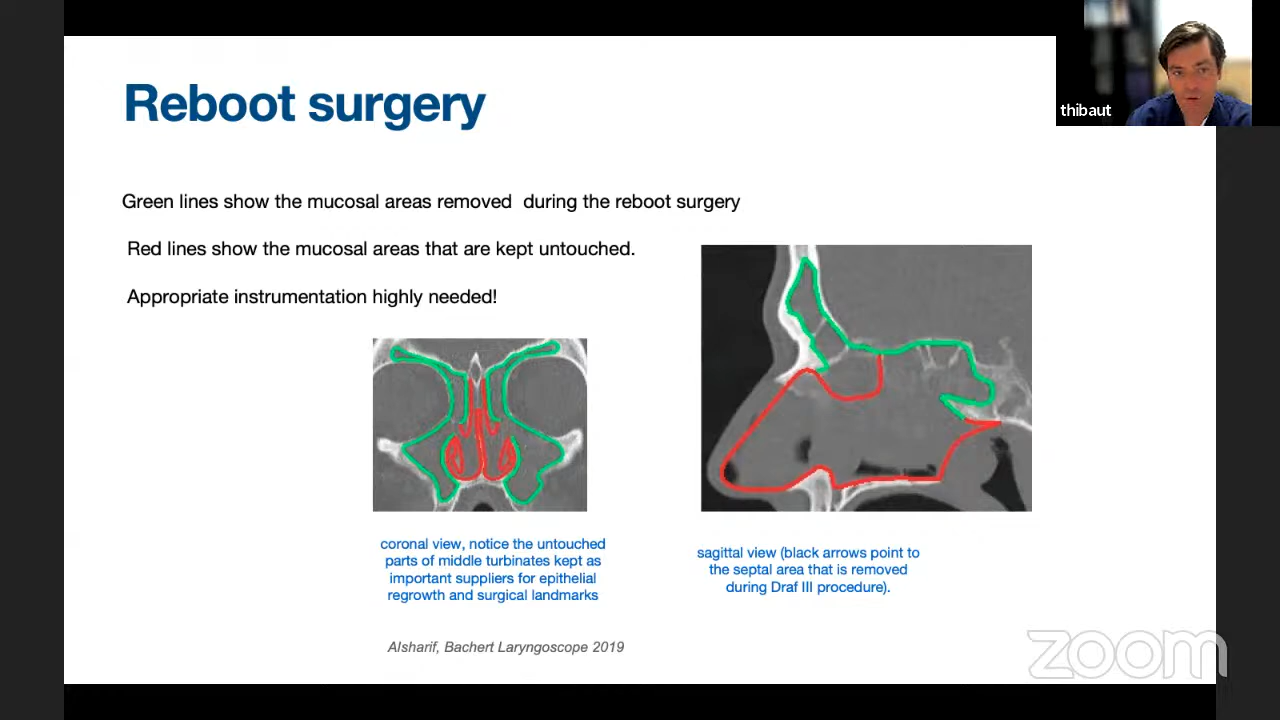 Reboot surgery
thibaut
Green lines show the mucosal areas removed during the reboot surgery
Red lines show the mucosal areas that are kept untouched.
Appropriate instrumentation highly needed!
coronal view, notice the untouched
parts of middle turbinates kept as
important suppliers for epithelial
regrowth and surgical landmarks
sagittal view (black arrows point to
the septal area that is removed
during Draf III procedure).
Alsharif, Bachert Laryngoscope 2019
zoom